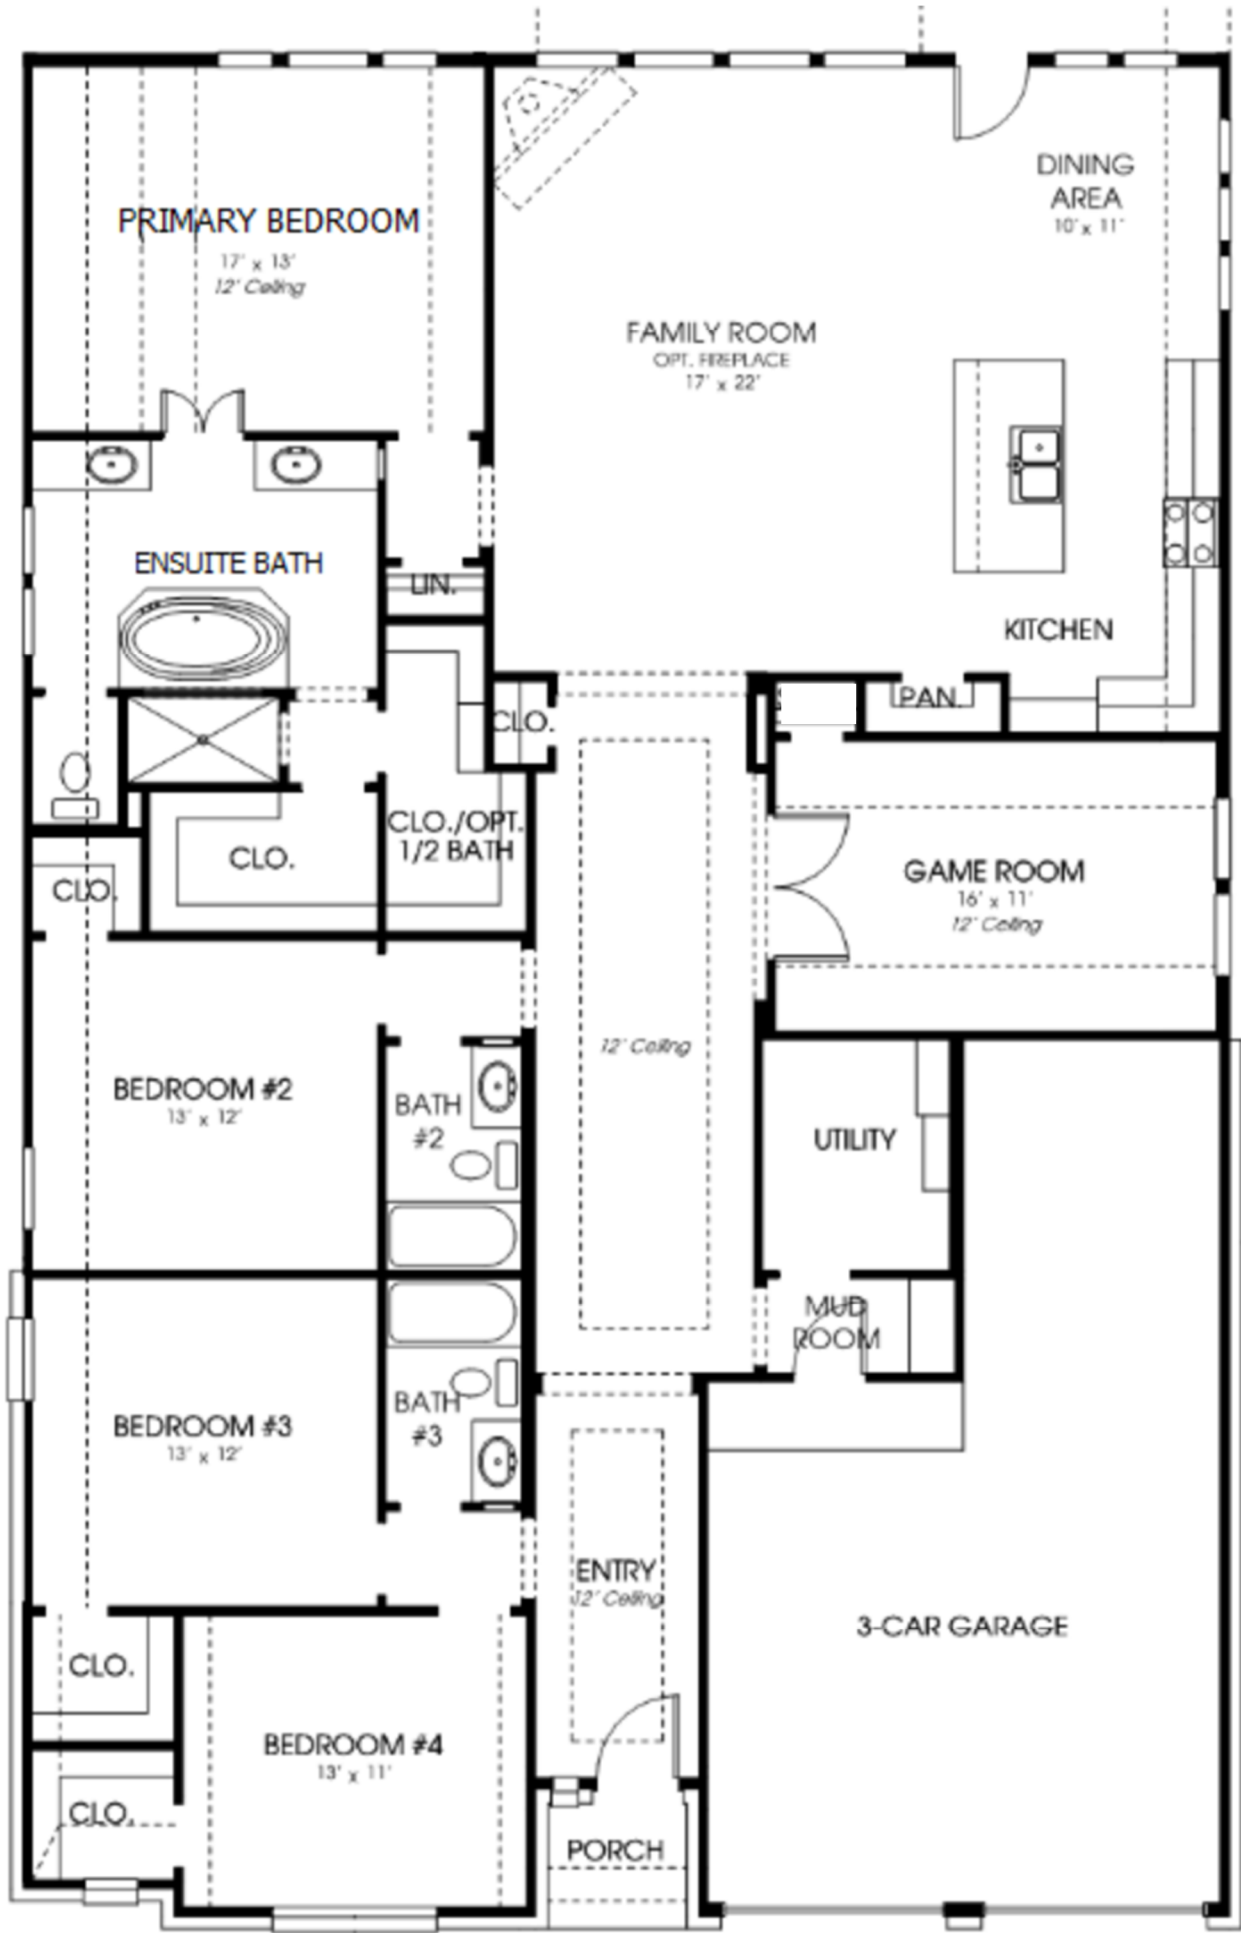 PRIMARY BEDROOM
17' x 13'
12' Ceiling
DINING
AREA
10' x 11'
FAMILY ROOM
OPT. FIREPLACE
17' x 22'
ENSUITE BATH
LIN.
KITCHEN
CLO.
PAN.
CLO./OPT.
1/2 BATH
CLO.
CLO.
GAME ROOM
16' x 11'
12' Ceiling
12' Ceiling
BEDROOM #2
13' x 12'
BATH
#2
UTILITY
MUD
ROOM
BEDROOM #3
13' x 12'
BATH
#3
ENTRY
12' Ceiling
3-CAR GARAGE
CLO.
BEDROOM #4
13' x 11'
CLO.
PORCH